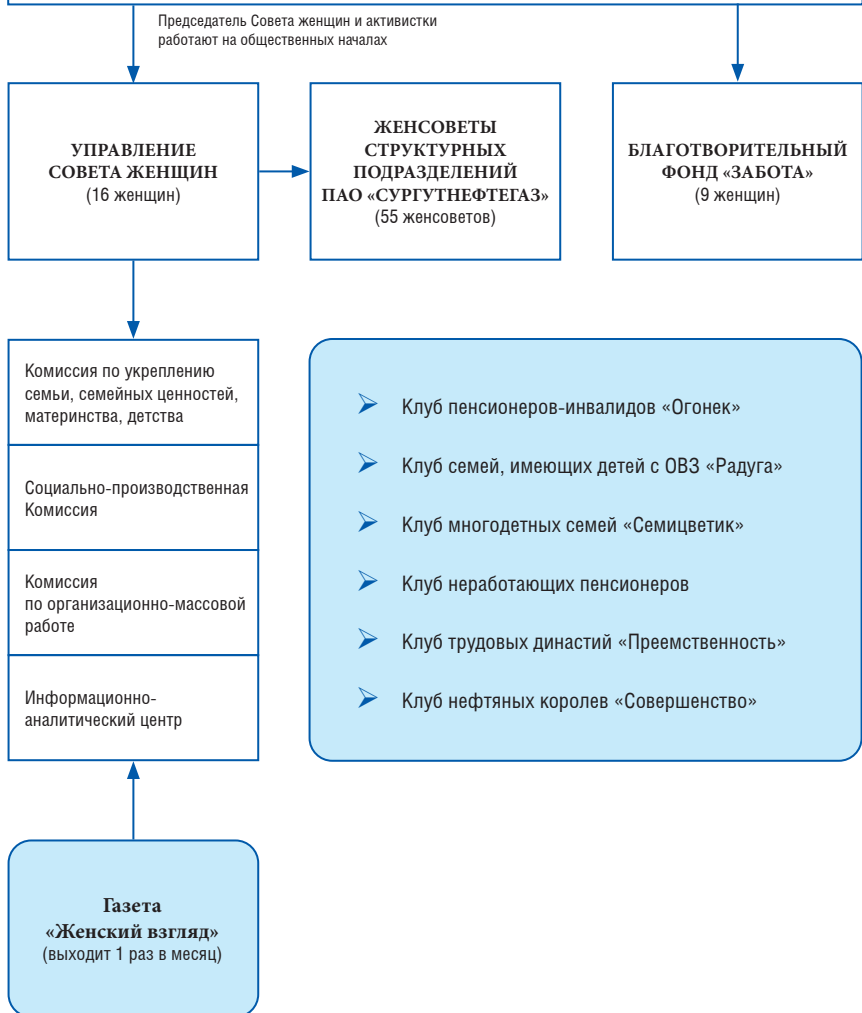 Председатель Совета женщин и активистки
работают на общественных началах
УПРАВЛЕНИЕ
СОВЕТА ЖЕНЩИН
(16 женщин)
ЖЕНСОВЕТЫ
СТРУКТУРНЫХ
ПОДРАЗДЕЛЕНИЙ
ПАО «СУРГУТНЕФТЕГАЗ»
(55 женсоветов)
БЛАГОТВОРИТЕЛЬНЫЙ
ФОНД «ЗАБОТА»
(9 женщин)
Комиссия по укреплению
семьи, семейных ценностей,
материнства, детства
Социально-производственная
Комиссия
Комиссия
по организационно-массовой
работе
Информационно-
аналитический центр
Клуб пенсионеров-инвалидов «Огонек»
Клуб семей, имеющих детей с ОВЗ «Радуга»
Клуб многодетных семей «Семицветик»
Клуб неработающих пенсионеров
Клуб трудовых династий «Преемственность»
Клуб нефтяных королев «Совершенство»
Газета
«Женский взгляд»
(выходит 1 раз в месяц)